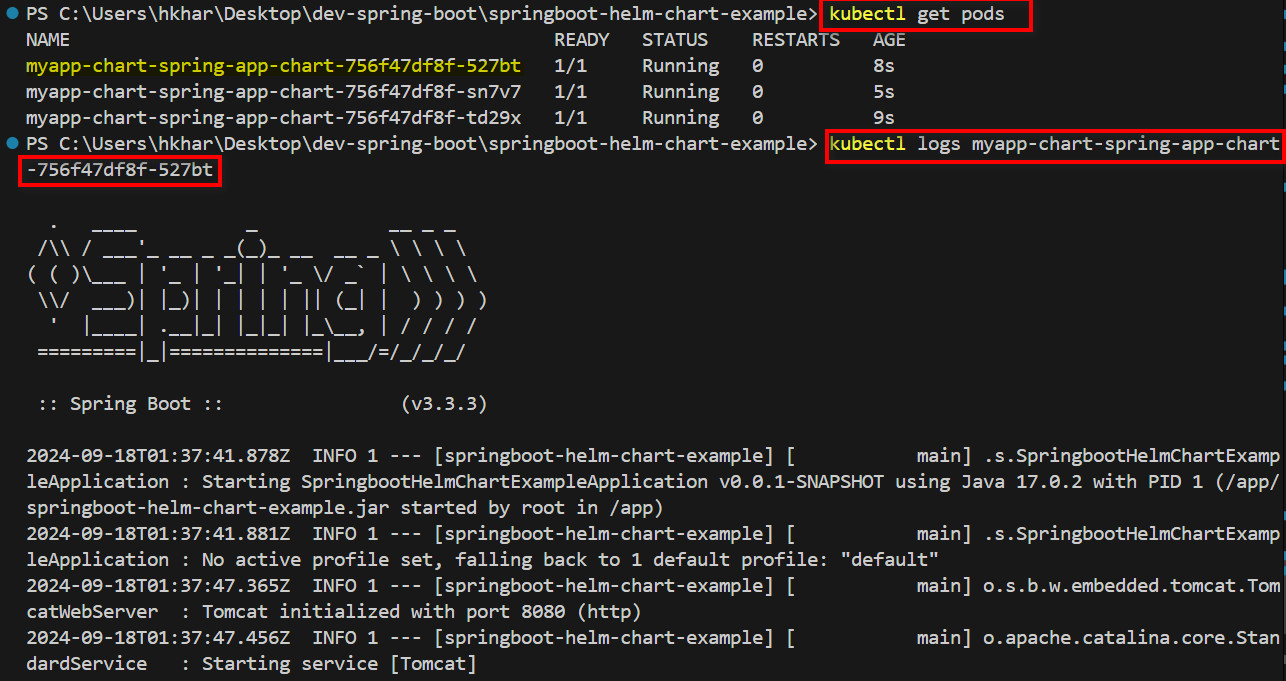 PS C:\Users\hkhar\Desktop\dev-spring-boot\springboot-helm-chart-example> kubectl get pods
NAME                                          READY   STATUS    RESTARTS   AGE
myapp-chart-spring-app-chart-756f47df8f-527bt   1/1     Running   0          8s
myapp-chart-spring-app-chart-756f47df8f-sn7v7   1/1     Running   0          5s
myapp-chart-spring-app-chart-756f47df8f-td29x   1/1     Running   0          9s
PS C:\Users\hkhar\Desktop\dev-spring-boot\springboot-helm-chart-example> kubectl logs myapp-chart-spring-app-chart
-756f47df8f-527bt
  .   ____          _            __ _ _
 /\\ / ___'_ __ _ _(_)_ __  __ _ \ \ \ \
( ( )\___ | '_ | '_| | '_ \/ _` | \ \ \ \
 \\/  ___)| |_)| | | | | || (_| |  ) ) ) )
  '  |____| .__|_| |_|_| |_\__, | / / / /
 =========|_|==============|___/=/_/_/_/
 :: Spring Boot ::                (v3.3.3)
2024-09-18T01:37:41.878Z  INFO 1 --- [springboot-helm-chart-example] [           main] .s.SpringbootHelmChartExamp
leApplication : Starting SpringbootHelmChartExampleApplication v0.0.1-SNAPSHOT using Java 17.0.2 with PID 1 (/app/
springboot-helm-chart-example.jar started by root in /app)
2024-09-18T01:37:41.881Z  INFO 1 --- [springboot-helm-chart-example] [           main] .s.SpringbootHelmChartExamp
leApplication : No active profile set, falling back to 1 default profile: "default"
2024-09-18T01:37:47.365Z  INFO 1 --- [springboot-helm-chart-example] [           main] o.s.b.w.embedded.tomcat.Tom
catWebServer  : Tomcat initialized with port 8080 (http)
2024-09-18T01:37:47.456Z  INFO 1 --- [springboot-helm-chart-example] [           main] o.apache.catalina.core.Stan
dardService   : Starting service [Tomcat]